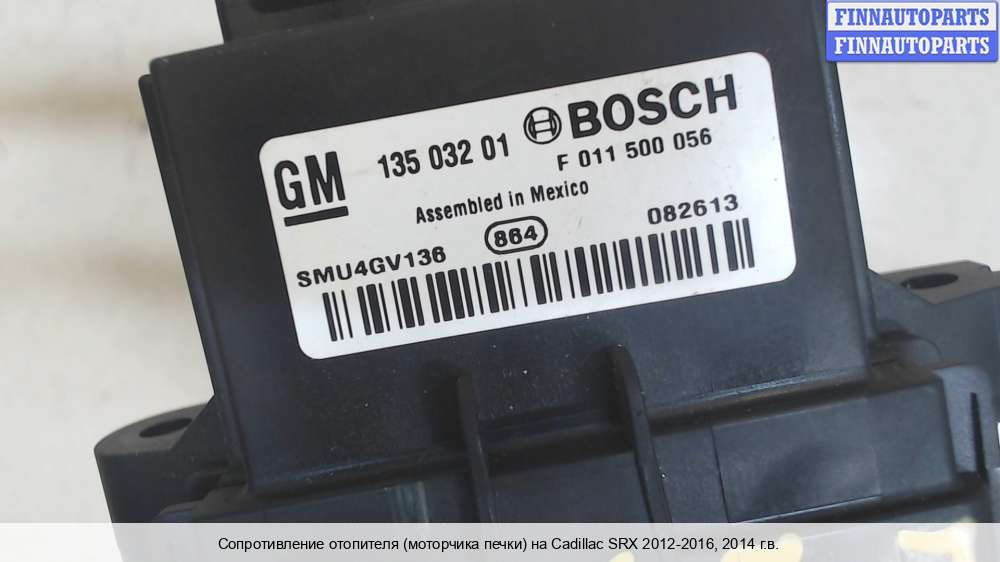 FINNAUTOPARTS
FINNAUTOPARTS
GM 135 032 01 BOSCH
F 011 500 056
Assembled in Mexico
SMU4GV136 864 082613
Сопротивление отопителя (моторчика печки) на Cadillac SRX 2012-2016, 2014 г.в.